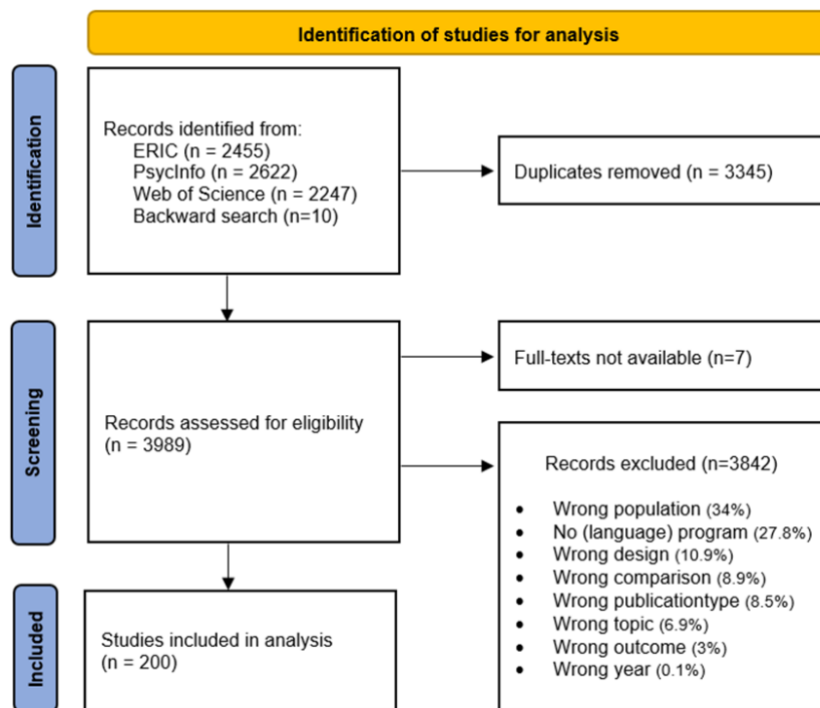 Identification of studies for analysis
Identification
Records identified from:
ERIC (n = 2455)
PsycInfo (n = 2622)
Web of Science (n = 2247)
Backward search (n=10)
Duplicates removed (n = 3345)
Screening
Records assessed for eligibility
(n = 3989)
Full-texts not available (n=7)
Records excluded (n=3842)
• Wrong population (34%)
• No (language) program (27.8%)
• Wrong design (10.9%)
• Wrong comparison (8.9%)
• Wrong publicationtype (8.5%)
• Wrong topic (6.9%)
• Wrong outcome (3%)
• Wrong year (0.1%)
Included
Studies included in analysis
(n = 200)